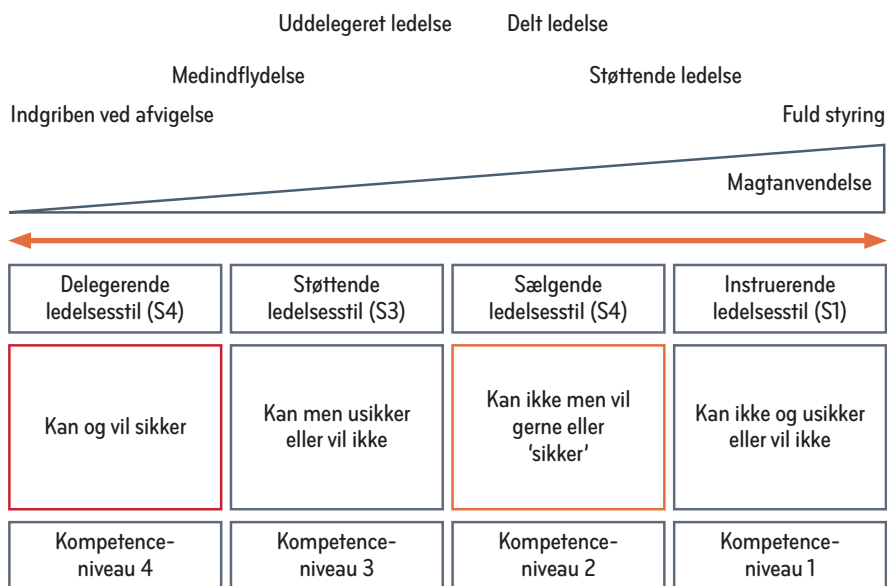 Uddelegeret ledelse
Delt ledelse
Medindflydelse
Støttende ledelse
Indgriben ved afvigelse
Fuld styring
Magtanvendelse
Delegerende
ledelsesstil (S4)
Støttende
ledelsesstil (S3)
Sælgende
ledelsesstil (S4)
Instruerende
ledelsesstil (S1)
Kan og vil sikker
Kan men usikker
eller vil ikke
Kan ikke men vil
gerne eller
'sikker'
Kan ikke og usikker
eller vil ikke
Kompetence-
niveau 4
Kompetence-
niveau 3
Kompetence-
niveau 2
Kompetence-
niveau 1